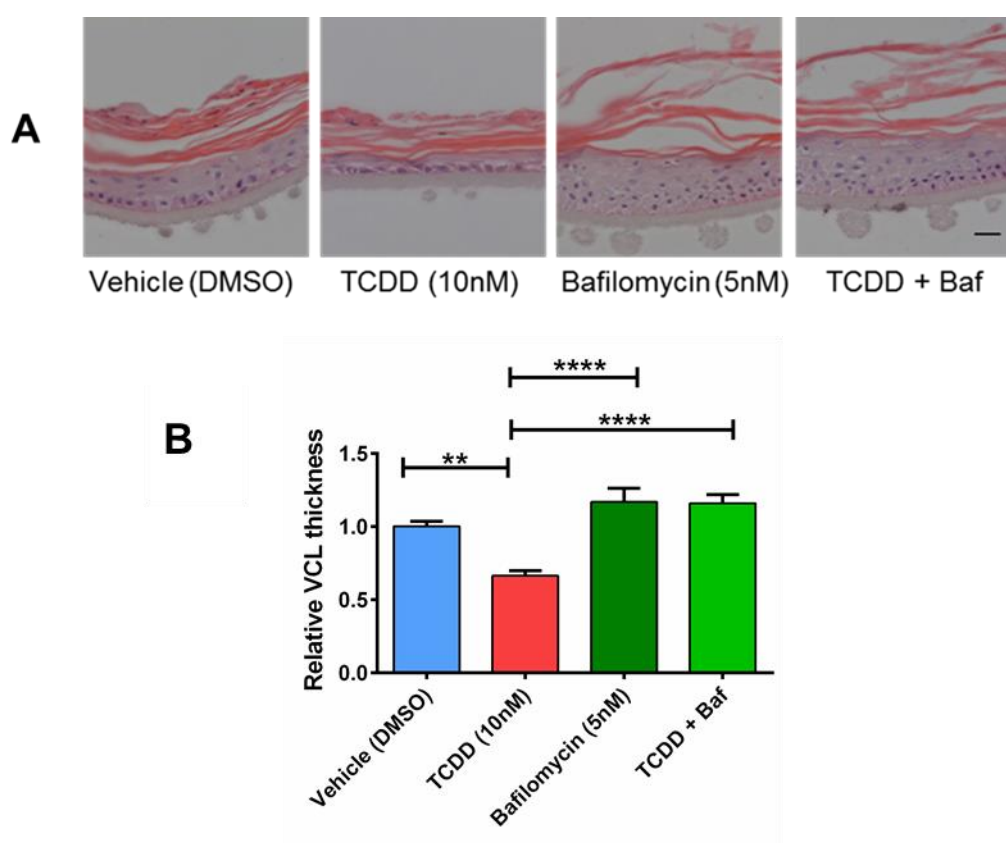 A
Vehicle (DMSO) TCDD (10nM) Bafilomycin (5nM) TCDD + Baf
B
****
****
**
Relative VCL thickness
1.5
1.0
0.5
0.0
Vehicle (DMSO)
TCDD (10nM)
Bafilomycin (5nM)
TCDD + Baf